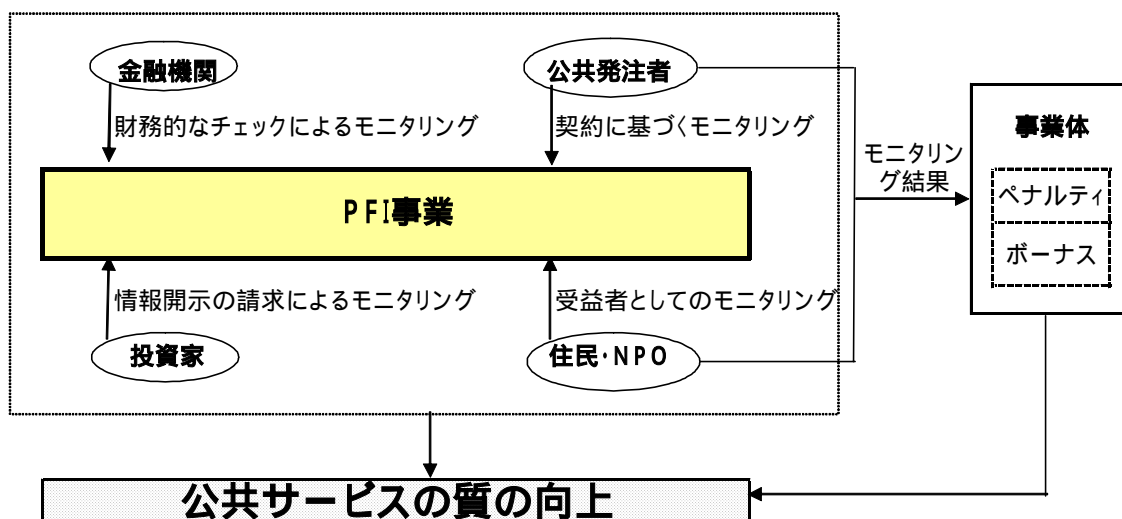 金融機関
公共発注者
財務的なチェックによるモニタリング
契約に基づくモニタリング
事業体
モニタリン
グ結果
ペナルティ
PFI事業
ボーナス
情報開示の請求によるモニタリング
受益者としてのモニタリング
投資家
住民・NPO
公共サービスの質の向上